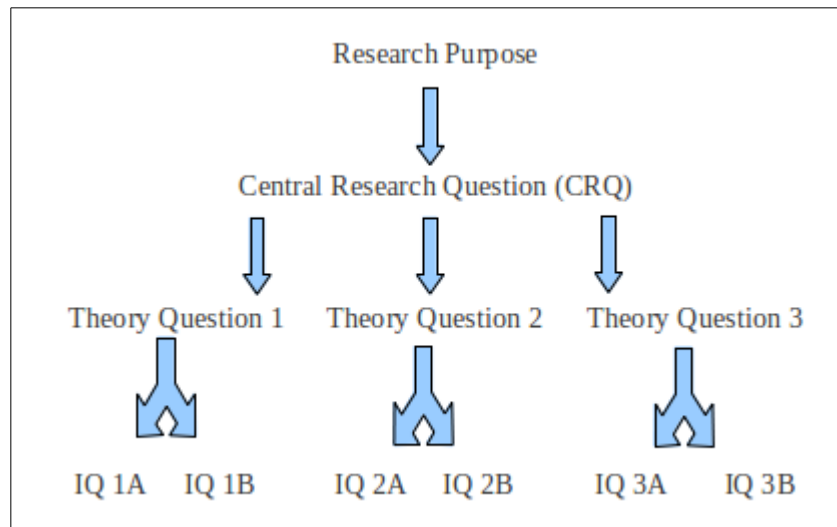 Research Purpose
Central Research Question (CRQ)
Theory Question 1 Theory Question 2 Theory Question 3
IQ 1A IQ 1B IQ 2A IQ 2B IQ 3A IQ 3B